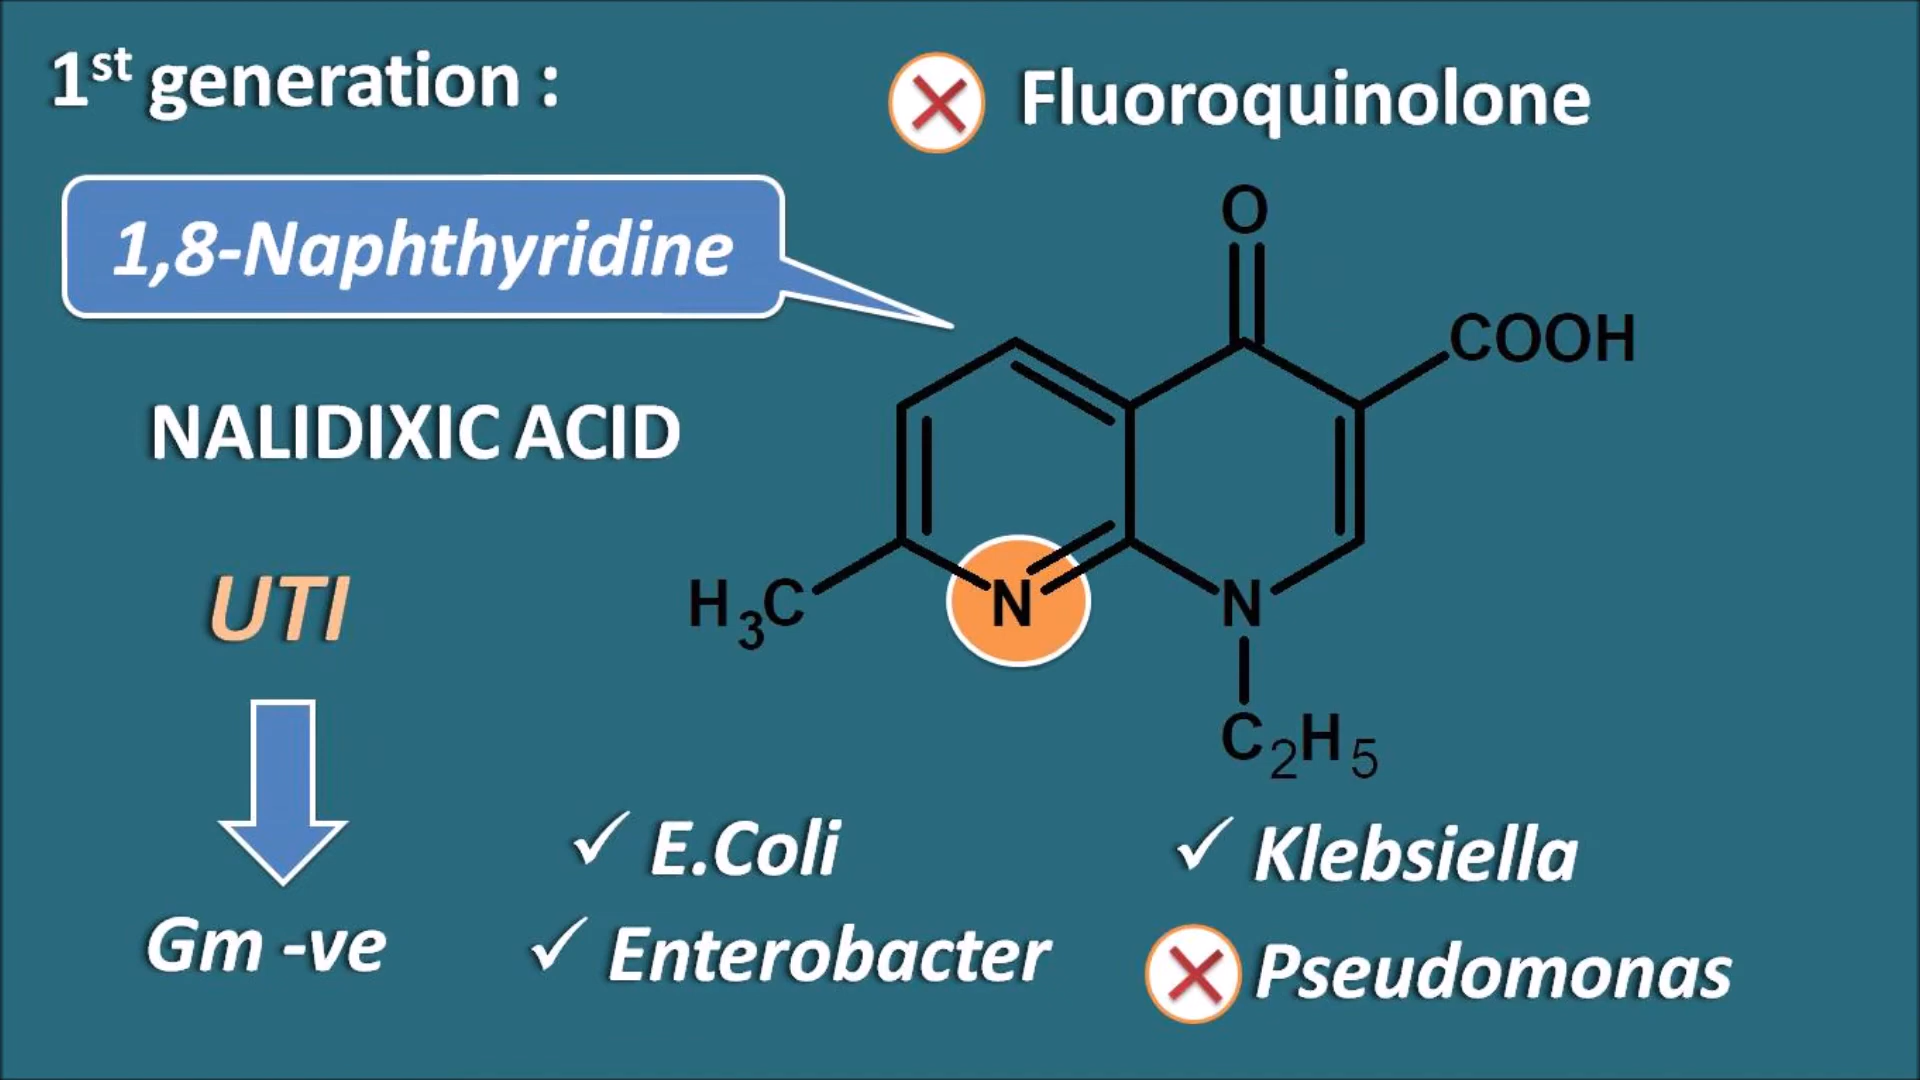 1st generation :
Fluoroquinolone
1,8-Naphthyridine
O
COOH
NALIDIXIC ACID
H3C
N
N
UTI
C2H5
✓ E.Coli
✓ Klebsiella
Gm -ve
✓ Enterobacter
Pseudomonas